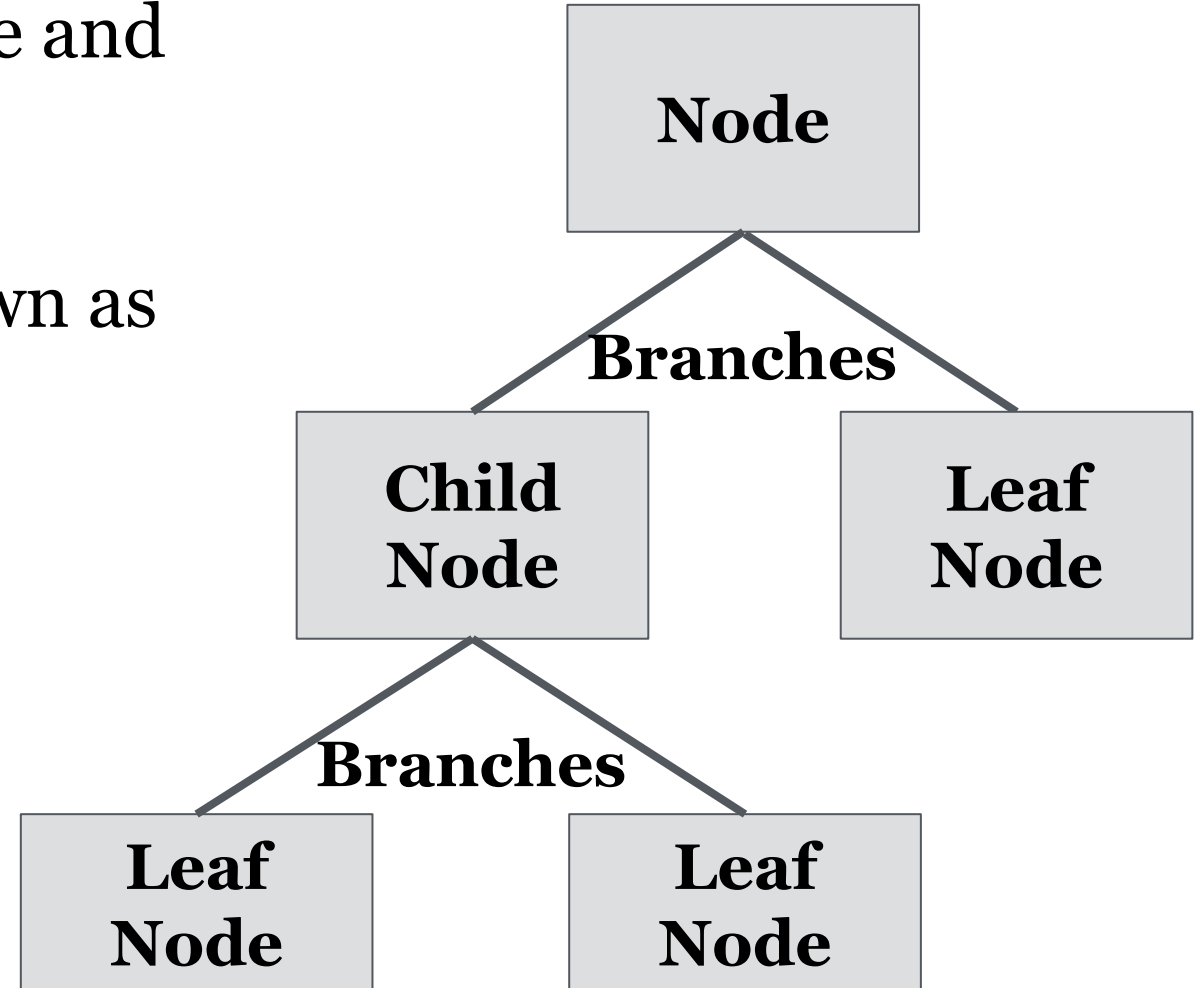 e and
Node
wn as
Branches
Child
Node
Leaf
Node
Branches
Leaf
Node
Leaf
Node